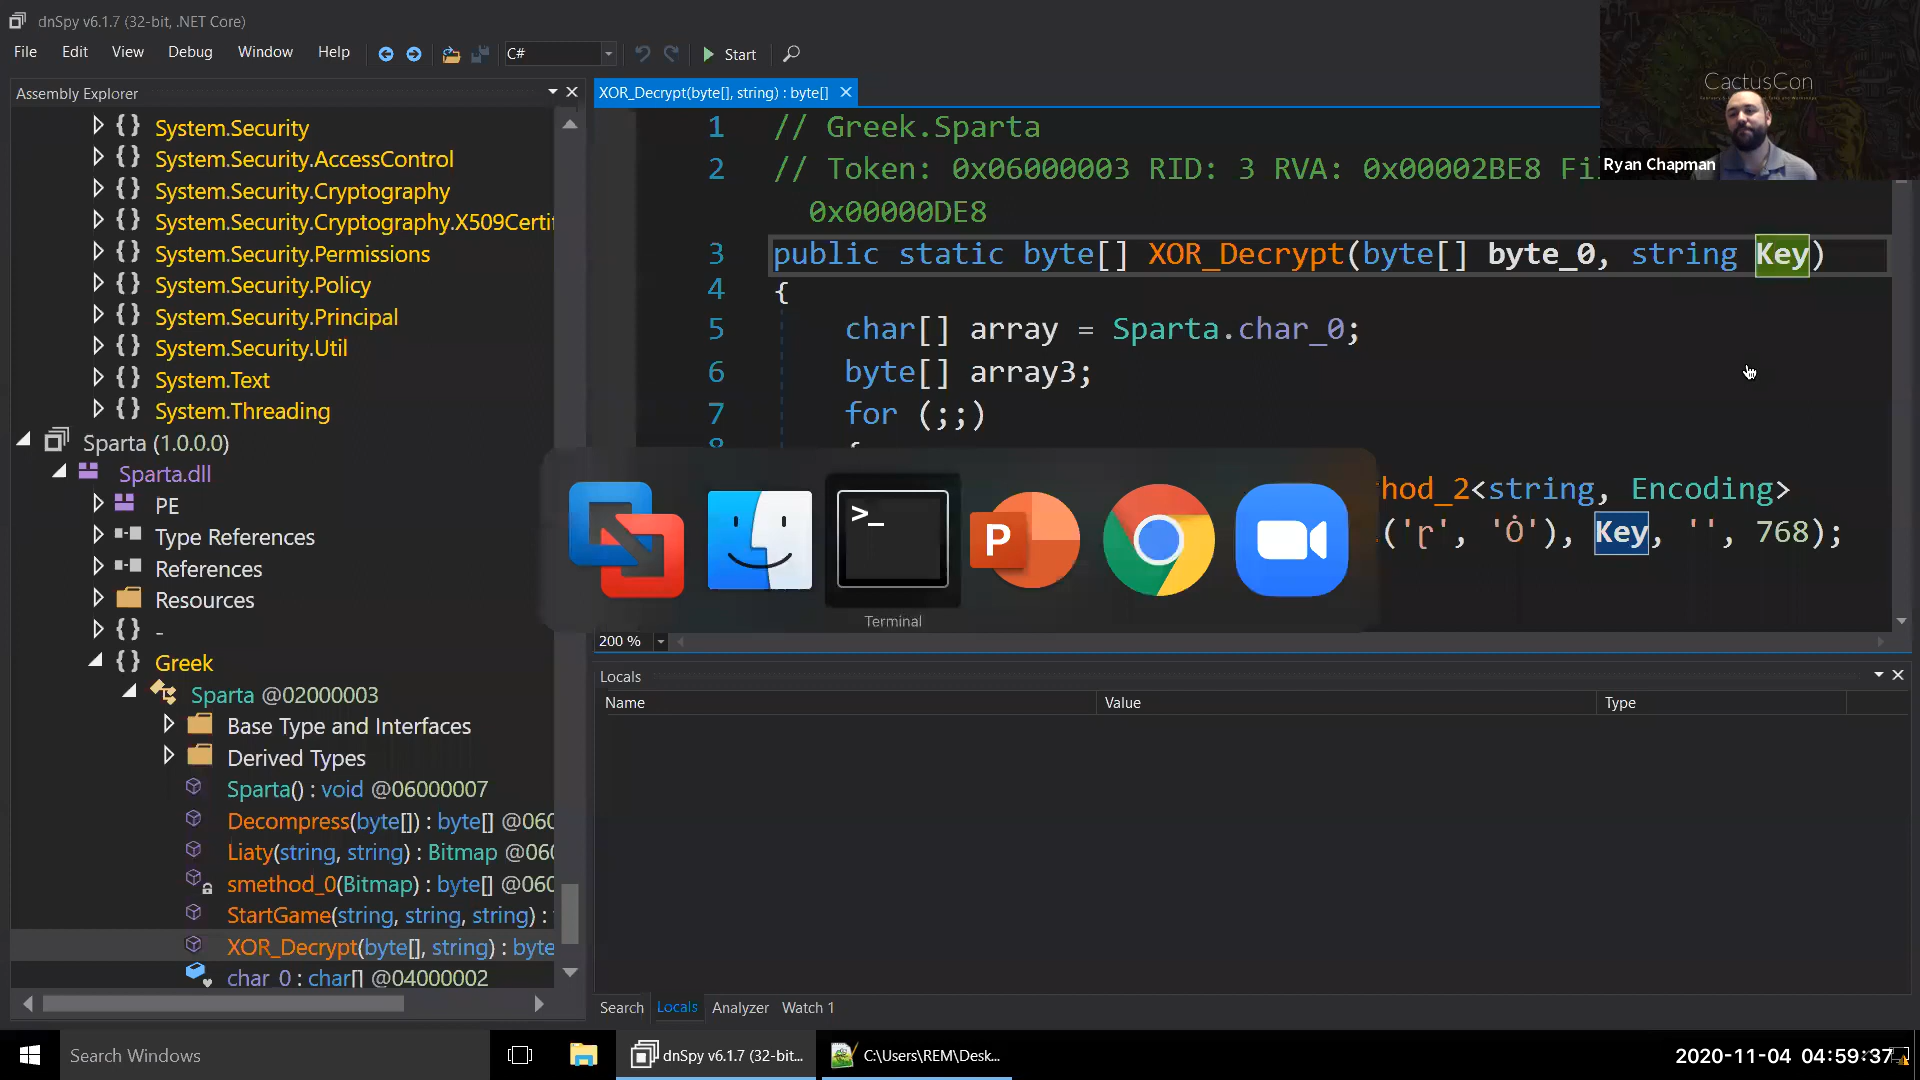 dnSpy v6.1.7 (32-bit, .NET Core)
File Edit View Debug Window Help C# Start
Assembly Explorer
System.Security
System.Security.AccessControl
System.Security.Cryptography
System.Security.Cryptography.X509Certi
System.Security.Permissions
System.Security.Policy
System.Security.Principal
System.Security.Util
System.Text
System.Threading
Sparta (1.0.0.0)
Sparta.dll
PE
Type References
References
Resources
-
Greek
Sparta @02000003
Base Type and Interfaces
Derived Types
Sparta() : void @06000007
Decompress(byte[]) : byte[] @060
Liaty(string, string) : Bitmap @060
smethod_0(Bitmap) : byte[] @060
StartGame(string, string, string) :
XOR_Decrypt(byte[], string) : byte
char_0 : char[] @04000002
XOR_Decrypt(byte[], string) : byte[]
1 // Greek.Sparta
2 // Token: 0x06000003 RID: 3 RVA: 0x00002BE8 Fi
0x00000DE8
3 public static byte[] XOR_Decrypt(byte[] byte_0, string Key)
4 {
5 char[] array = Sparta.char_0;
6 byte[] array3;
7 for (;;)
8 {
hod_2<string, Encoding>
('ɽ', 'Ȯ'), Key, '', 768);
CactusCon
Ryan Chapman
>_
P
Terminal
200 %
Locals
Name Value Type
Search Locals Analyzer Watch 1
Search Windows
dnSpy v6.1.7 (32-bit...
C:\Users\REM\Desk...
2020-11-04 04:59:37